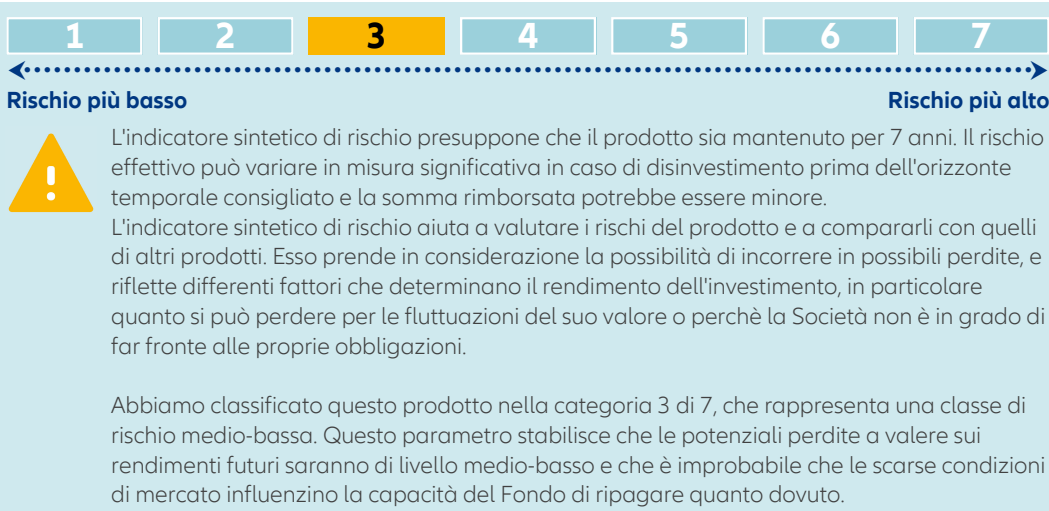 1 2 3 4 5 6 7
Rischio più basso Rischio più alto
L'indicatore sintetico di rischio presuppone che il prodotto sia mantenuto per 7 anni. Il rischio
effettivo può variare in misura significativa in caso di disinvestimento prima dell'orizzonte
temporale consigliato e la somma rimborsata potrebbe essere minore.
L'indicatore sintetico di rischio aiuta a valutare i rischi del prodotto e a compararli con quelli
di altri prodotti. Esso prende in considerazione la possibilità di incorrere in possibili perdite, e
riflette differenti fattori che determinano il rendimento dell'investimento, in particolare
quanto si può perdere per le fluttuazioni del suo valore o perchè la Società non è in grado di
far fronte alle proprie obbligazioni.
Abbiamo classificato questo prodotto nella categoria 3 di 7, che rappresenta una classe di
rischio medio-bassa. Questo parametro stabilisce che le potenziali perdite a valere sui
rendimenti futuri saranno di livello medio-basso e che è improbabile che le scarse condizioni
di mercato influenzino la capacità del Fondo di ripagare quanto dovuto.